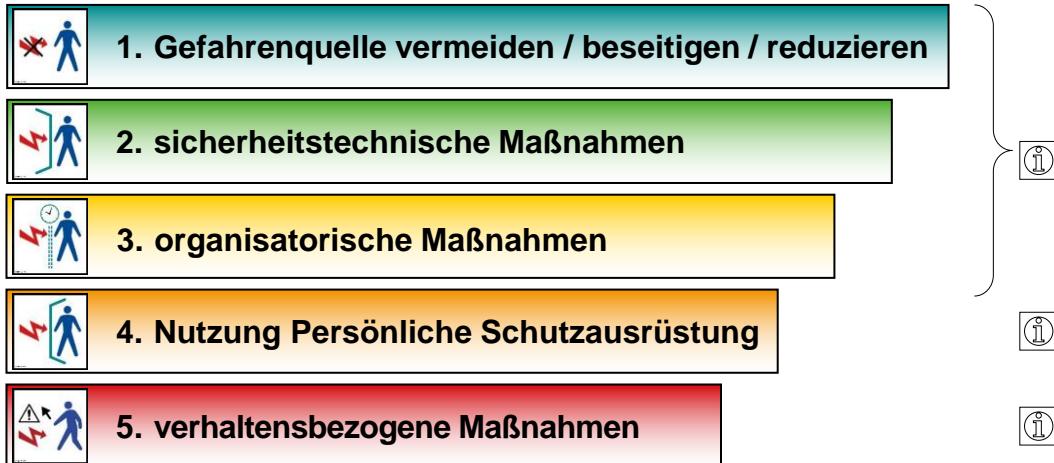 1. Gefahrenquelle vermeiden / beseitigen / reduzieren
2. sicherheitstechnische Maßnahmen
3. organisatorische Maßnahmen
4. Nutzung Persönliche Schutzausrüstung
5. verhaltensbezogene Maßnahmen